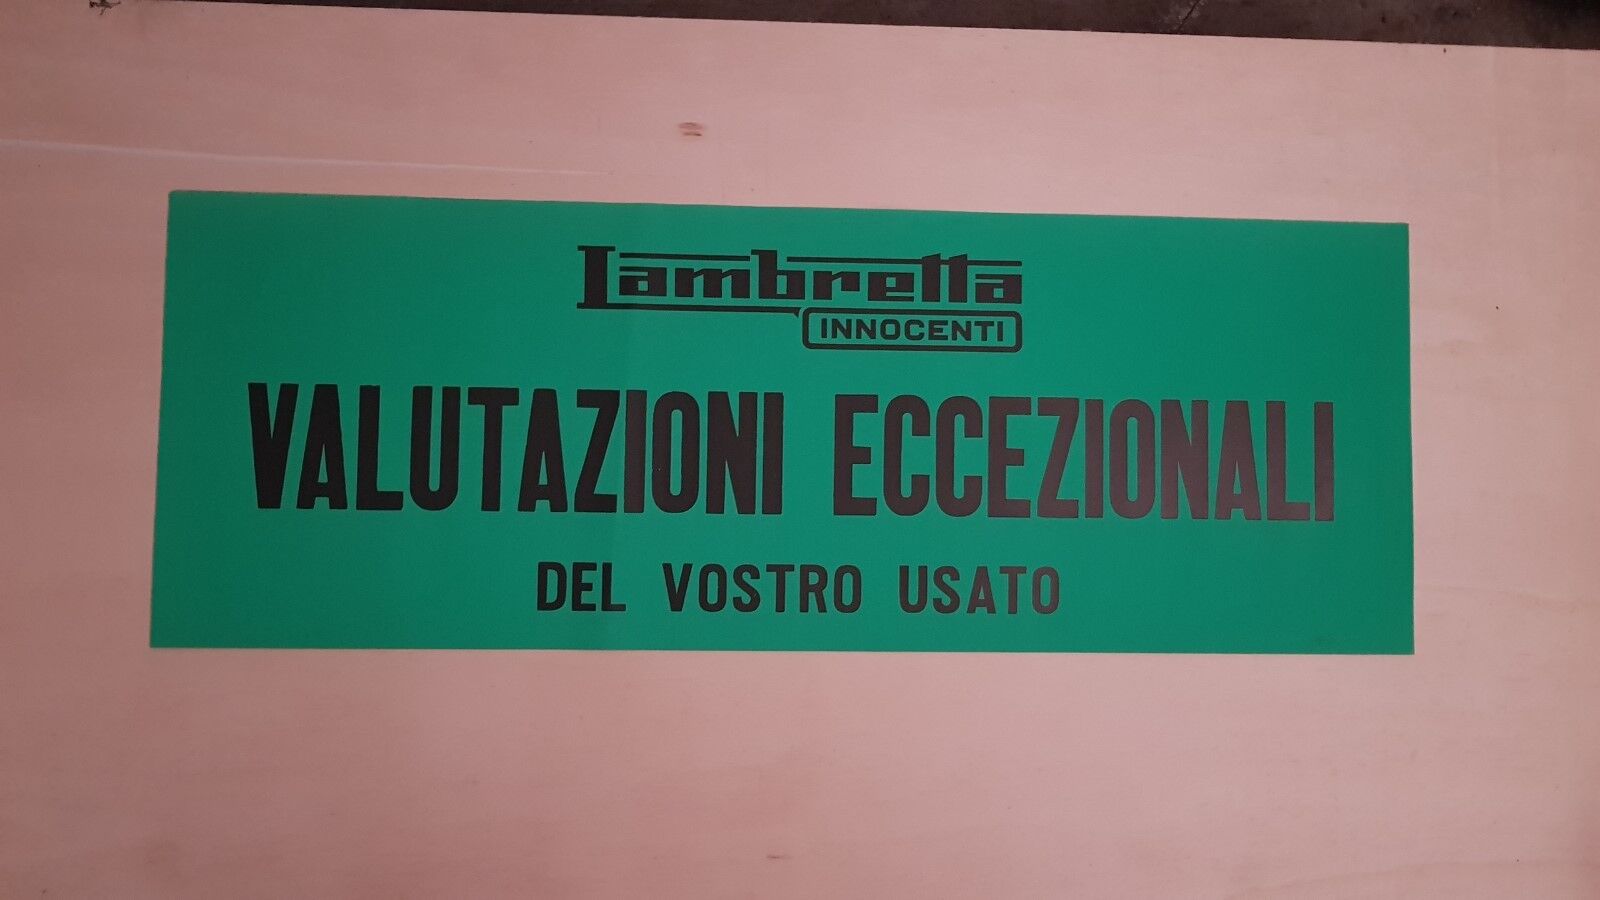 Lambretta
INNOCENTI
VALUTAZIONI ECCEZIONALI
DEL VOSTRO USATO